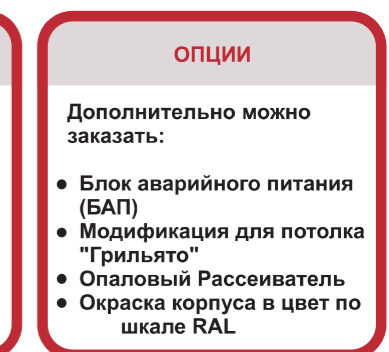 ОПЦИИ
Дополнительно можно
заказать:
● Блок аварийного питания
(БАП)
● Модификация для потолка
"Грильято"
● Опаловый Рассеиватель
● Окраска корпуса в цвет по
шкале RAL